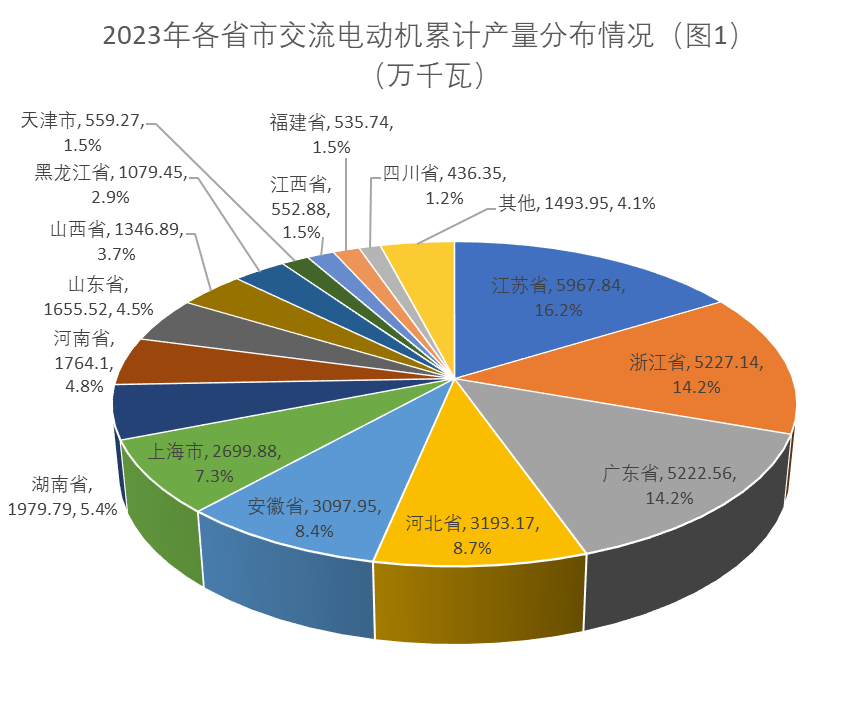 2023年各省市交流电动机累计产量分布情况（图1）
（万千瓦）
天津市, 559.27,
1.5%
福建省, 535.74,
1.5%
黑龙江省, 1079.45,
2.9%
江西省,
552.88,
1.5%
四川省, 436.35,
1.2%
其他, 1493.95, 4.1%
山西省, 1346.89,
3.7%
山东省,
1655.52, 4.5%
河南省,
1764.1,
4.8%
江苏省, 5967.84,
16.2%
浙江省, 5227.14,
14.2%
广东省, 5222.56,
14.2%
上海市, 2699.88,
7.3%
湖南省,
1979.79, 5.4%
安徽省, 3097.95,
8.4%
河北省, 3193.17,
8.7%